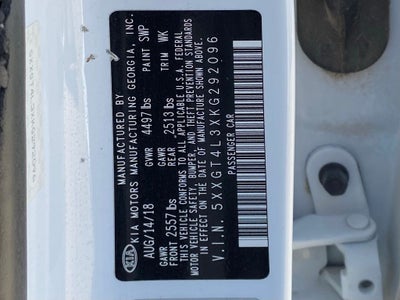 MANUFACTURED BY
KIA MOTORS MANUFACTURING GEORGIA, INC.
KIA
AUG/14/18 GVWR 4497 lbs PAINT SWP
GAWR FRONT 2557 lbs GAWR REAR 2513 lbs TRIM WK
THIS VEHICLE CONFORMS TO ALL APPLICABLE U.S.A. FEDERAL
MOTOR VEHICLE SAFETY, BUMPER, AND THEFT PREVENTION STANDARDS
IN EFFECT ON THE DATE OF MANUFACTURE SHOWN ABOVE.
V.I.N. 5XXGT4L3XKG292096
PASSENGER CAR